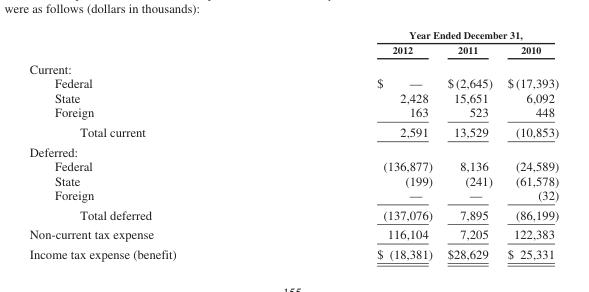 were as follows (dollars in thousands):
Year Ended December 31,
2012 2011 2010
Current:
Federal $ — $ (2,645) $ (17,393)
State 2,428 15,651 6,092
Foreign 163 523 448
Total current 2,591 13,529 (10,853)
Deferred:
Federal (136,877) 8,136 (24,589)
State (199) (241) (61,578)
Foreign — — (32)
Total deferred (137,076) 7,895 (86,199)
Non-current tax expense 116,104 7,205 122,383
Income tax expense (benefit) $ (18,381) $28,629 $ 25,331